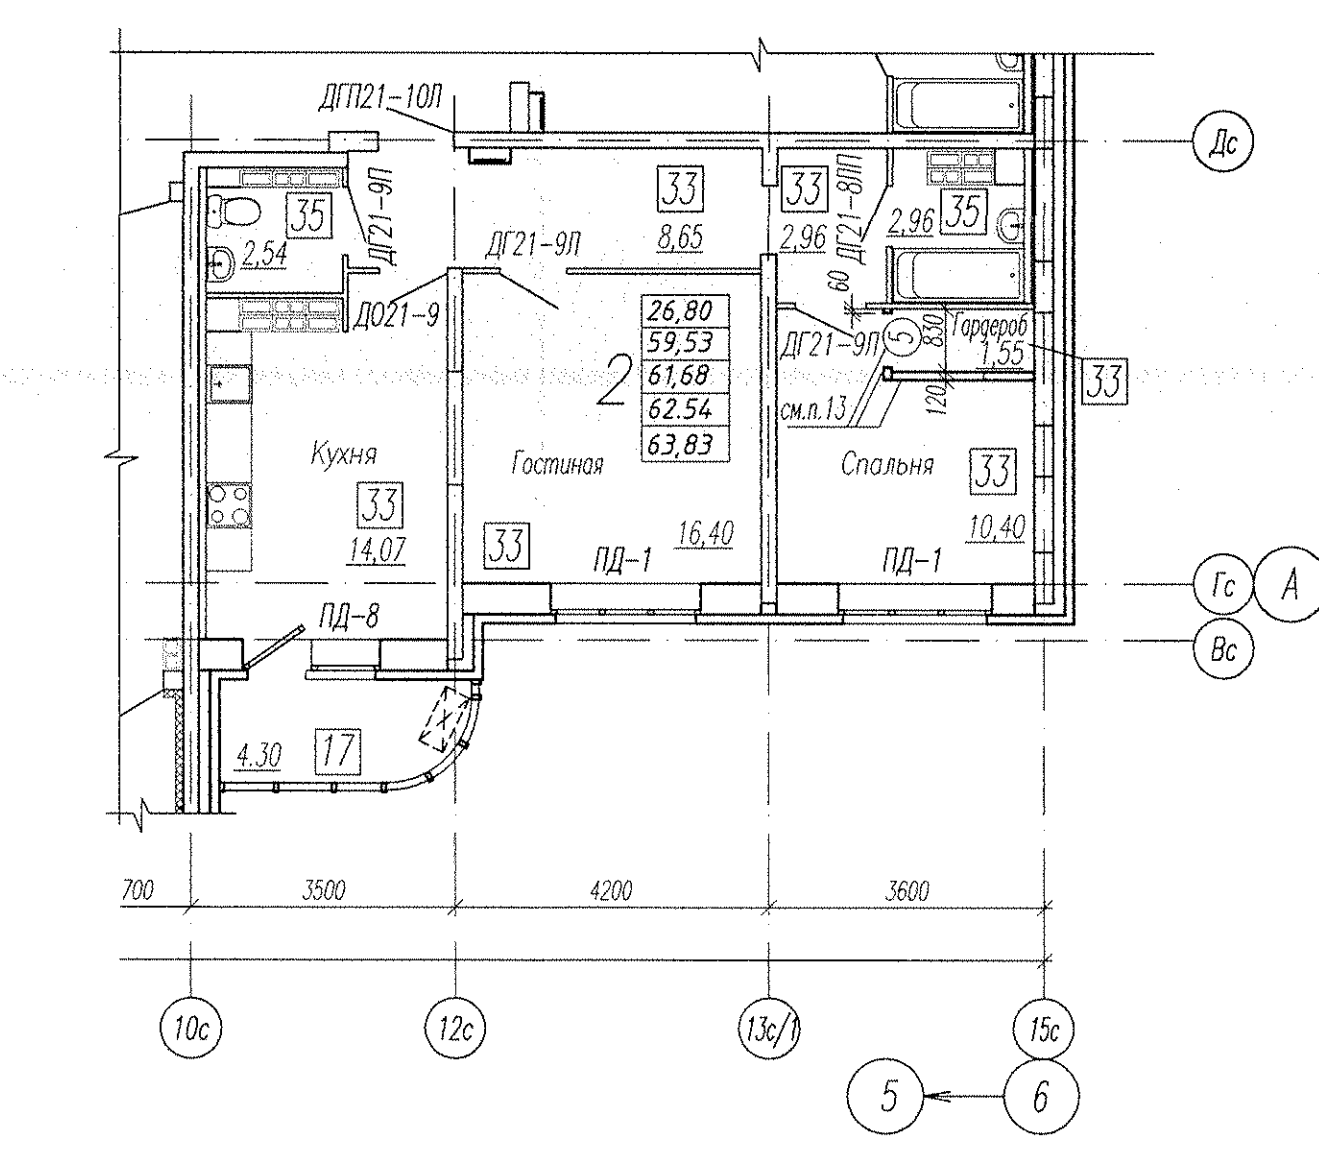 ДГП21-10Л
Дс
33
33
35
35
ДГ21-9П
ДГ21-8ЛП
2,54
8,65
2,96
2,96
ДГ21-9Л
60
ДО21-9
26,80
59,53
61,68
62.54
63,83
2
ДГ21-9Л
5
830
Гардероб
1,55
33
120
см.п.13
Кухня
Гостиная
Спальня
33
33
33
14,07
16,40
10,40
ПД-1
ПД-1
ПД-8
Гс
А
Вс
4.30
17
700
3500
4200
3600
10с
12с
13с/1
15с
5
6